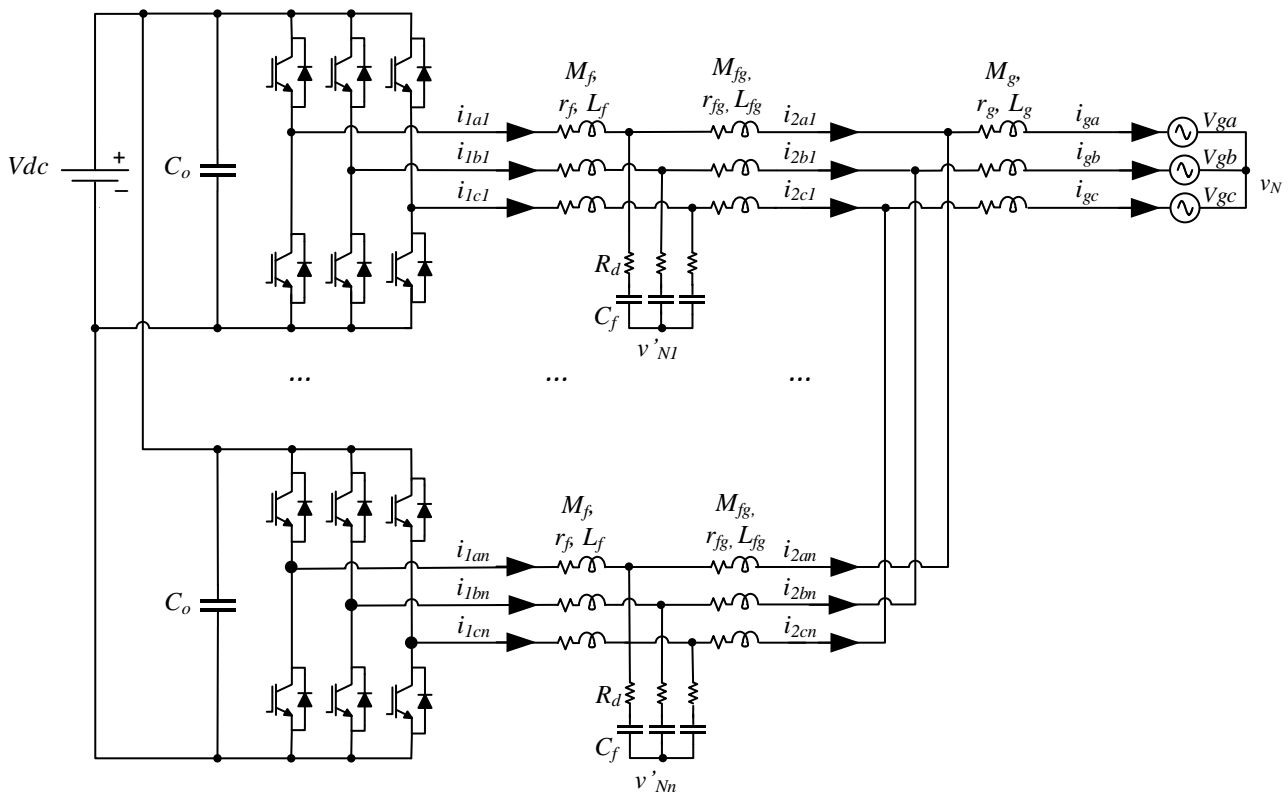 M_f,
r_f, L_f
M_fg,
r_fg, L_fg
M_g,
r_g, L_g
i_1a1
i_2a1
i_ga
Vga
Vdc
+
−
C_o
i_1b1
i_2b1
i_gb
Vgb
v_N
i_1c1
i_2c1
i_gc
Vgc
R_d
C_f
v'_N1
...
...
...
M_f,
r_f, L_f
M_fg,
r_fg, L_fg
i_1an
i_2an
C_o
i_1bn
i_2bn
i_1cn
i_2cn
R_d
C_f
v'_Nn